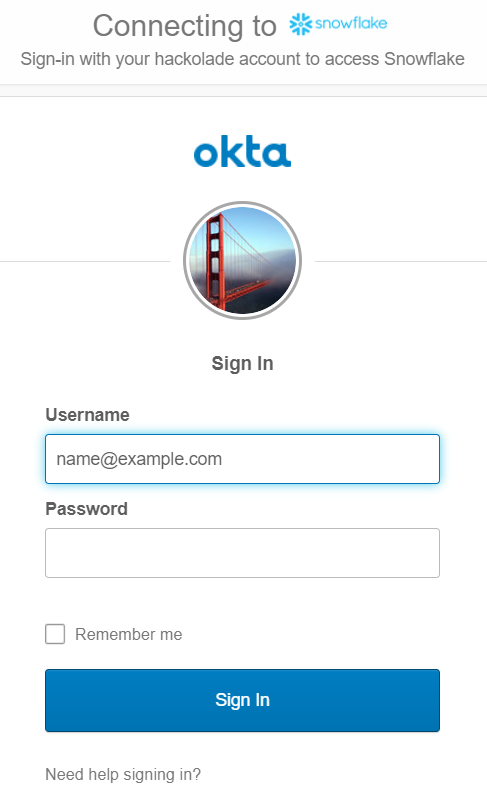 Connecting to snowflake
Sign-in with your hackolade account to access Snowflake
okta
Sign In
Username
name@example.com
Password
Remember me
Sign In
Need help signing in?